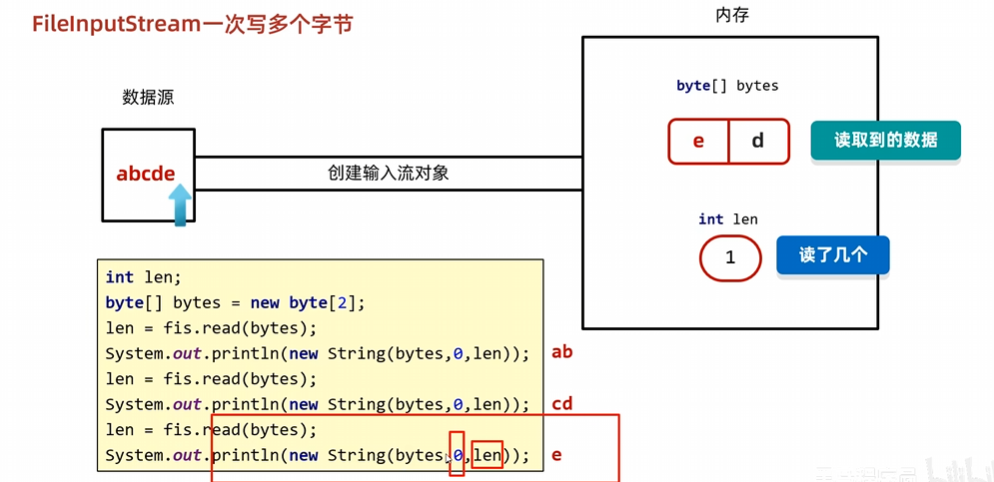 FileInputStream一次写多个字节
内存
数据源
byte[] bytes
e d
读取到的数据
abcde
创建输入流对象
int len
1
读了几个
int len;
byte[] bytes = new byte[2];
len = fis.read(bytes);
System.out.println(new String(bytes,0,len)); ab
len = fis.read(bytes);
System.out.println(new String(bytes,0,len)); cd
len = fis.read(bytes);
System.out.println(new String(bytes,0,len)); e